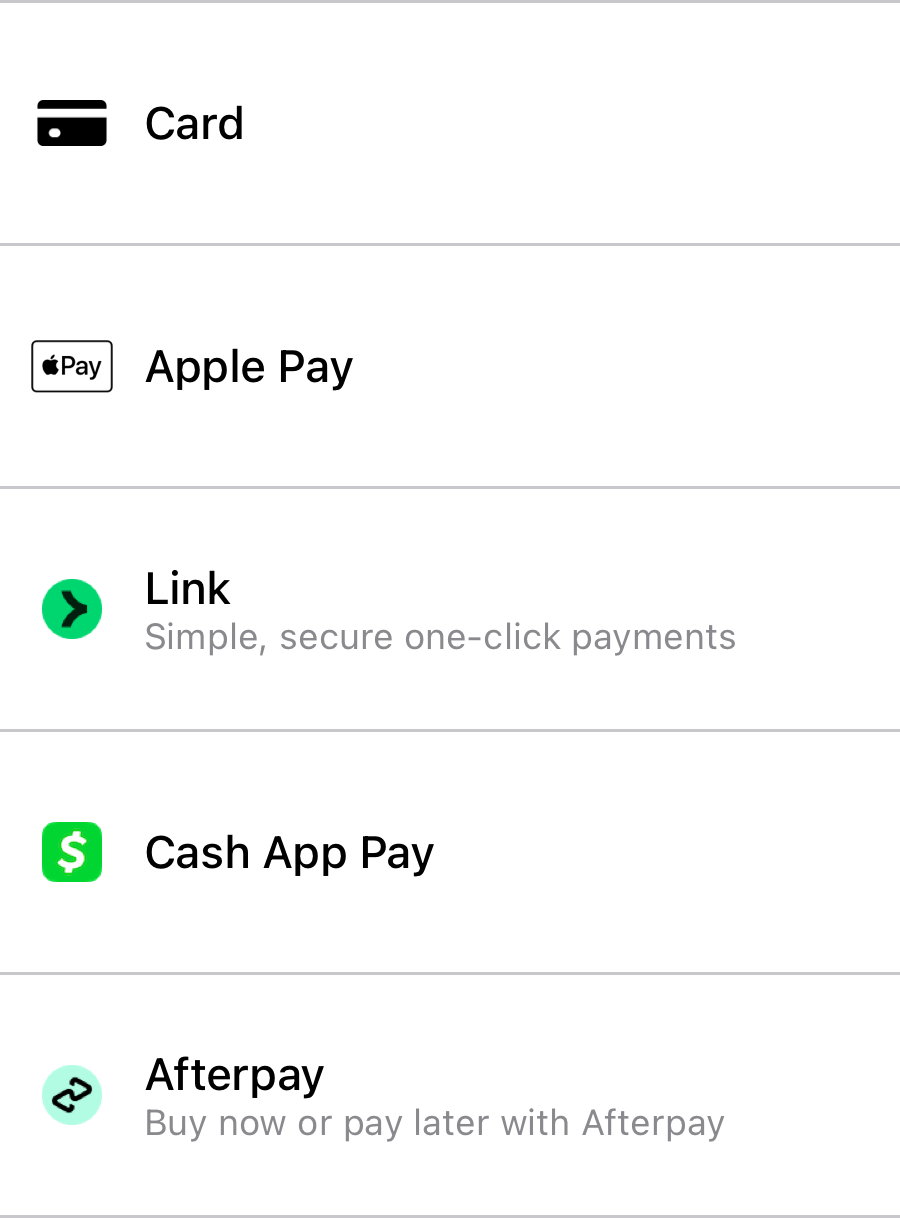 Card
Pay
Apple Pay
Link
Simple, secure one-click payments
$
Cash App Pay
Afterpay
Buy now or pay later with Afterpay